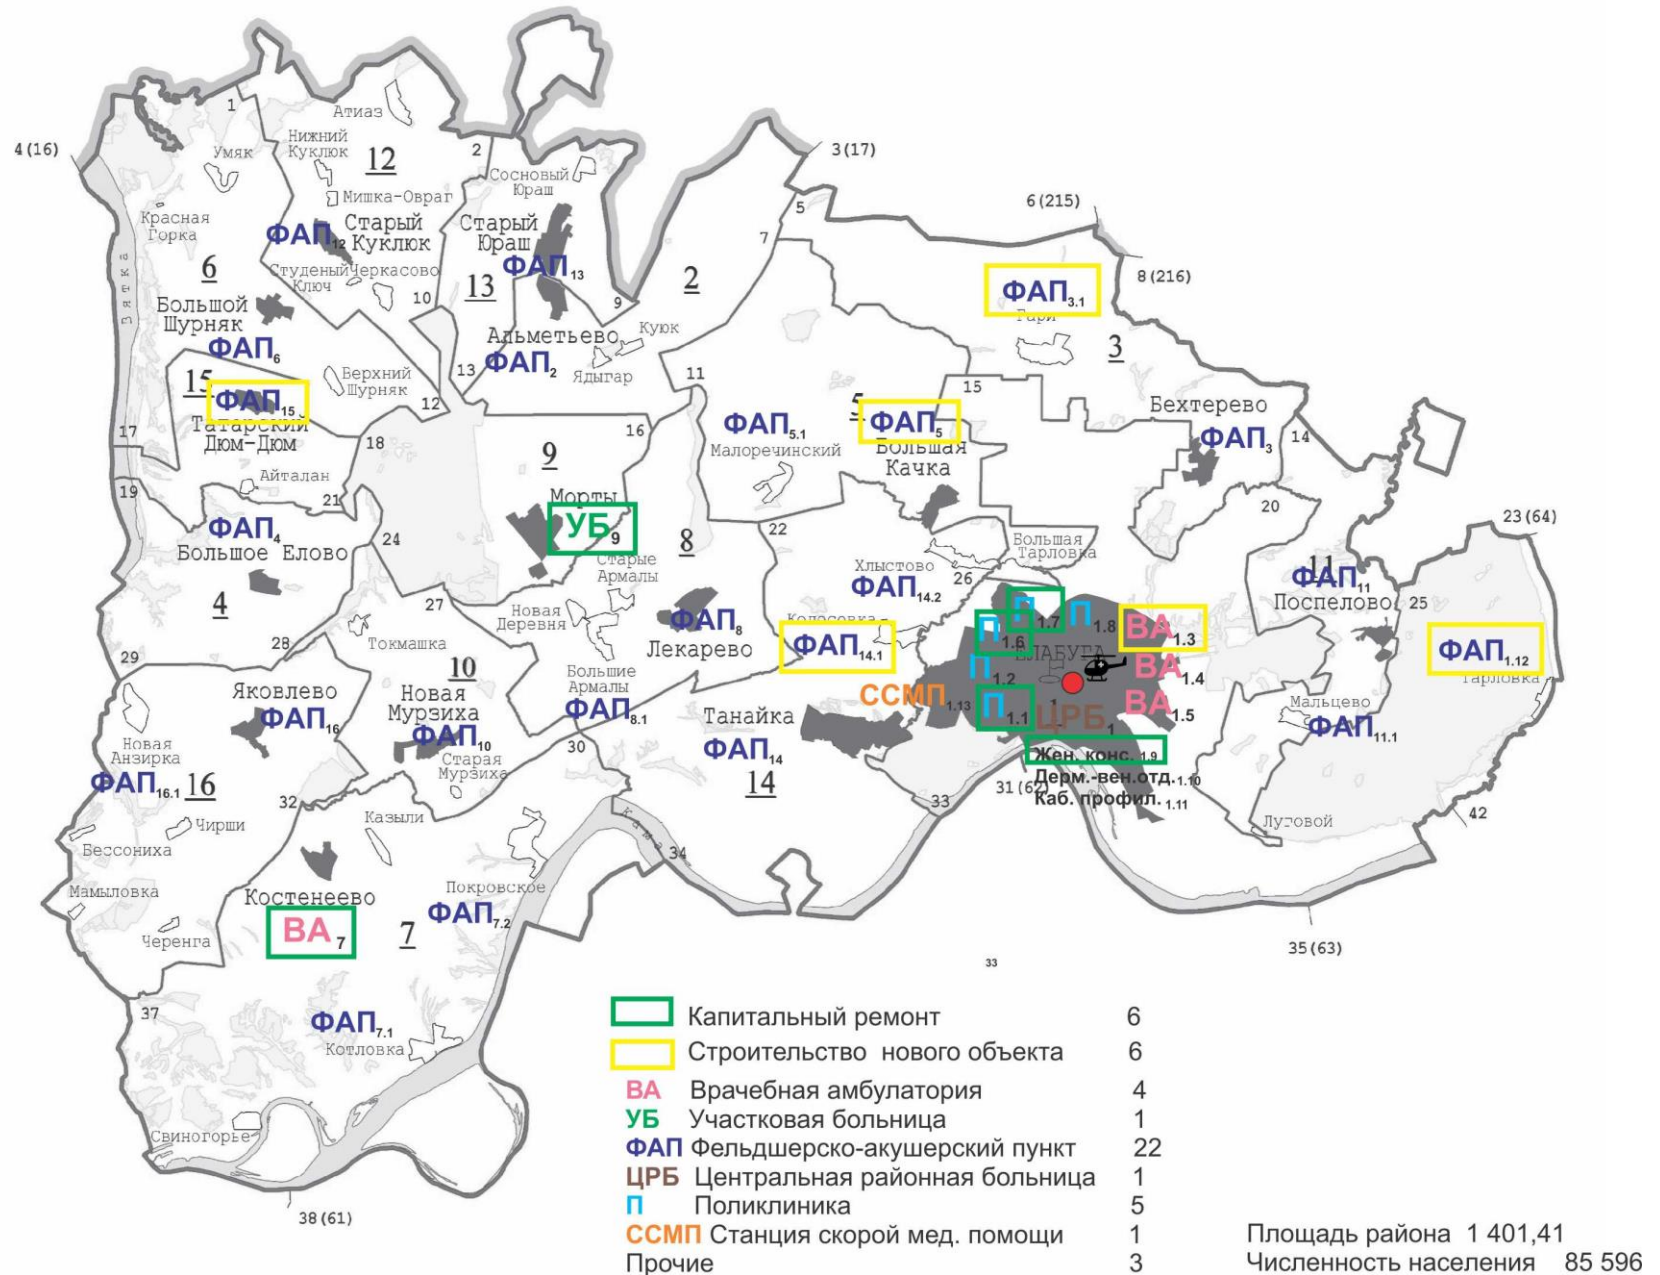 4 (16)
1
Умяк
Атиаз
Нижний
Куклюк
12
2
Мишка-Овраг
Красная
Горка
ФАП12
Старый
Куклюк
Студеный
Ключ
Черкасово
10
Вятка
6
Большой
Шурняк
ФАП6
Сосновый
Юраш
Старый
Юраш
ФАП13
13
9
2
3 (17)
5
7
Альметьево
ФАП2
Куюк
Ядыгар
13
11
15
ФАП15
Татарский
Дюм-Дюм
Верхний
Шурняк
12
17
18
Айталан
21
19
ФАП4
Большое Елово
4
24
28
29
6 (215)
8 (216)
ФАП3.1
Гари
3
15
ФАП5.1
Малоречинский
5
ФАП5
Большая
Качка
Бехтерево
ФАП3
14
16
9
Морты
УБ9
8
Старые
Армалы
22
20
23 (64)
Большая
Тарловка
Хлыстово
26
ФАП14.2
11
ФАП11
Поспелово
25
27
Новая
Деревня
ФАП8
Лекарево
Колосовка
ФАП14.1
П1.7
П1.6
П1.8
ВА1.3
ЕЛАБУГА
П1.2
ВА1.4
ССМП1.13
П1.1
1
ЦРБ1
ВА1.5
Жен. конс.1.9
Дерм.-вен.отд.1.10
31 (62)
Каб. профил.1.11
ФАП1.12
Тарловка
Мальцево
ФАП11.1
Луговой
42
Токмашка
10
Большие
Армалы
ФАП8.1
Яковлево
ФАП16
Новая
Мурзиха
ФАП10
Старая
Мурзиха
30
Танайка
ФАП14
14
33
Новая
Анзирка
ФАП16.1
16
32
Чирши
Бессониха
Мамыловка
Черенга
Казыли
Кама
34
Костенеево
ВА7
Покровское
ФАП7.2
7
35 (63)
33
37
ФАП7.1
Котловка
Свиногорье
38 (61)
Капитальный ремонт 6
Строительство нового объекта 6
ВА Врачебная амбулатория 4
УБ Участковая больница 1
ФАП Фельдшерско-акушерский пункт 22
ЦРБ Центральная районная больница 1
П Поликлиника 5
ССМП Станция скорой мед. помощи 1
Прочие 3
Площадь района 1 401,41
Численность населения 85 596